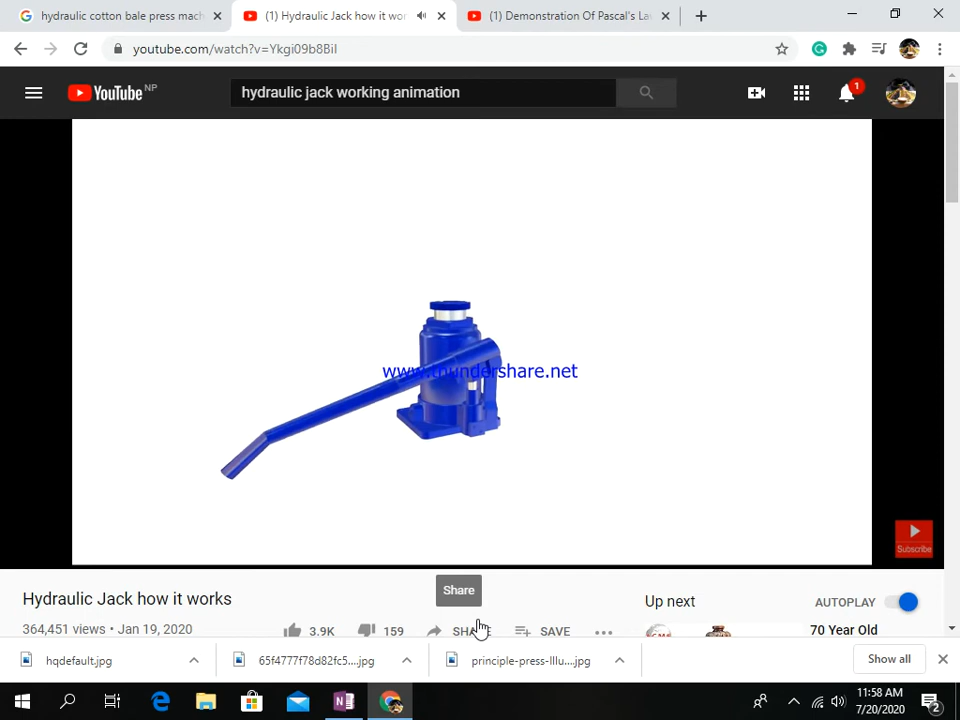 hydraulic cotton bale press mach
(1) Hydraulic Jack how it wor
(1) Demonstration Of Pascal's La
youtube.com/watch?v=Ykgi09b8BiI
YouTube NP
hydraulic jack working animation
1
www.thundershare.net
Subscribe
Share
Hydraulic Jack how it works
364,451 views • Jan 19, 2020
3.9K
159
SHARE
SAVE
Up next
AUTOPLAY
70 Year Old
hqdefault.jpg
65f4777f78d82fc5....jpg
principle-press-Illu....jpg
Show all
11:58 AM
7/20/2020
2